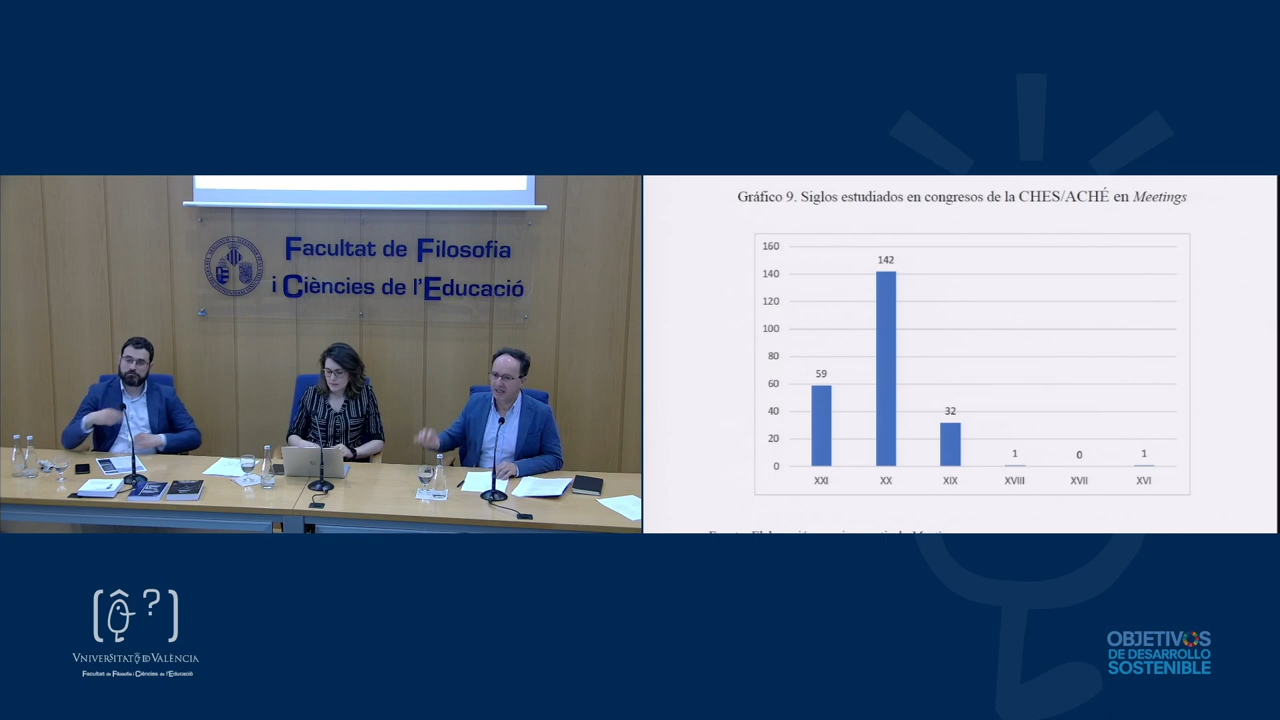 Facultat de Filosofia
i Ciències de l'Educació
Gráfico 9. Siglos estudiados en congresos de la CHES/ACHÉ en Meetings
160
140
120
100
80
60
40
20
0
59
142
32
1
0
1
XXI
XX
XIX
XVIII
XVII
XVI
[ô?]
VNIVERSITAT ID VALÈNCIA
Facultat de Filosofia i Ciències de l'Educació
OBJETIVOS
DE DESARROLLO
SOSTENIBLE